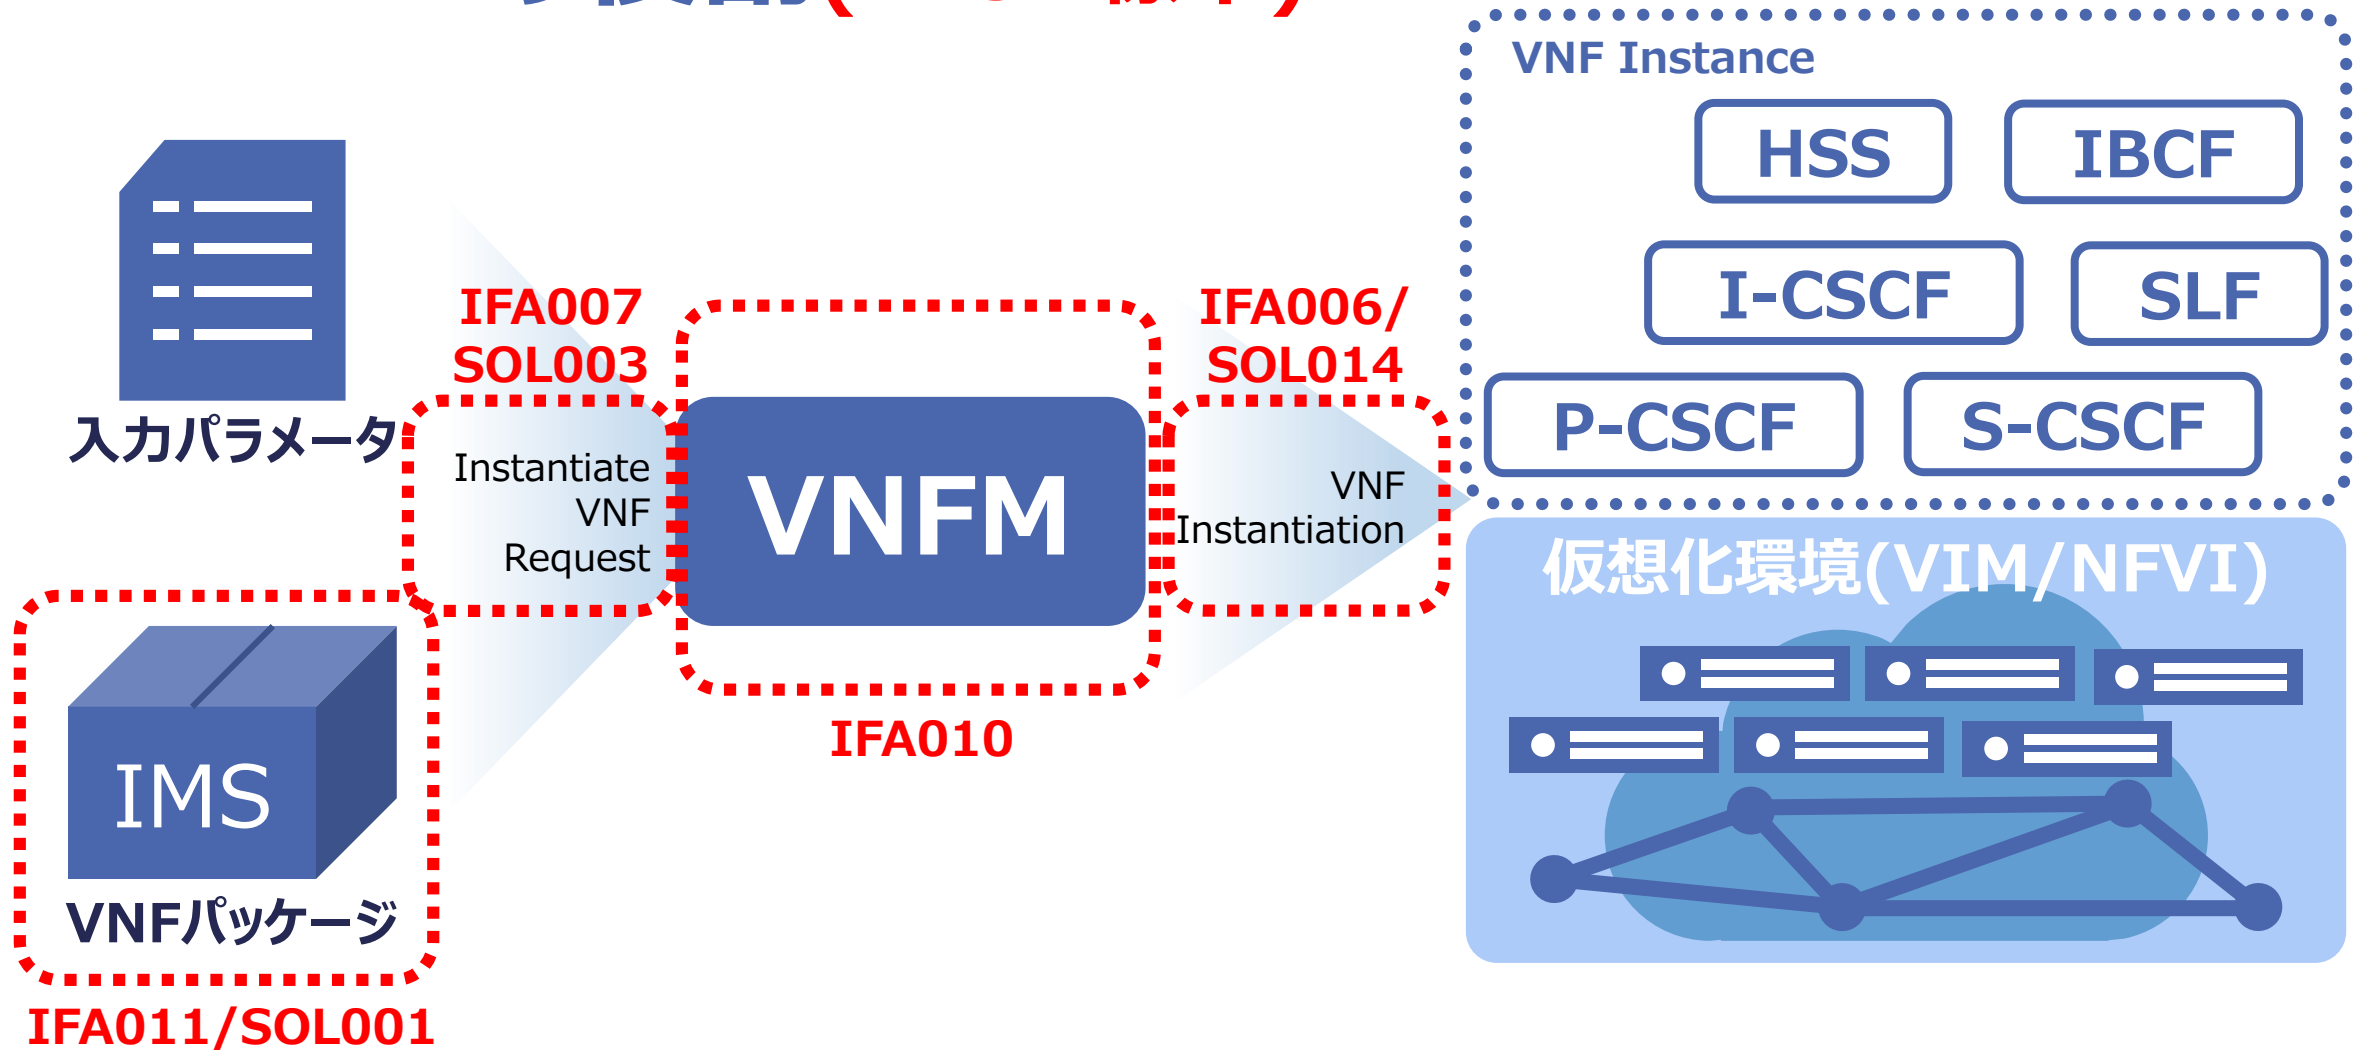 VNF Instance
HSS
IBCF
I-CSCF
SLF
P-CSCF
S-CSCF
入力パラメータ
IFA007
SOL003
Instantiate
VNF
Request
VNFM
IFA010
IFA006/
SOL014
VNF
Instantiation
仮想化環境(VIM/NFVI)
IMS
VNFパッケージ
IFA011/SOL001